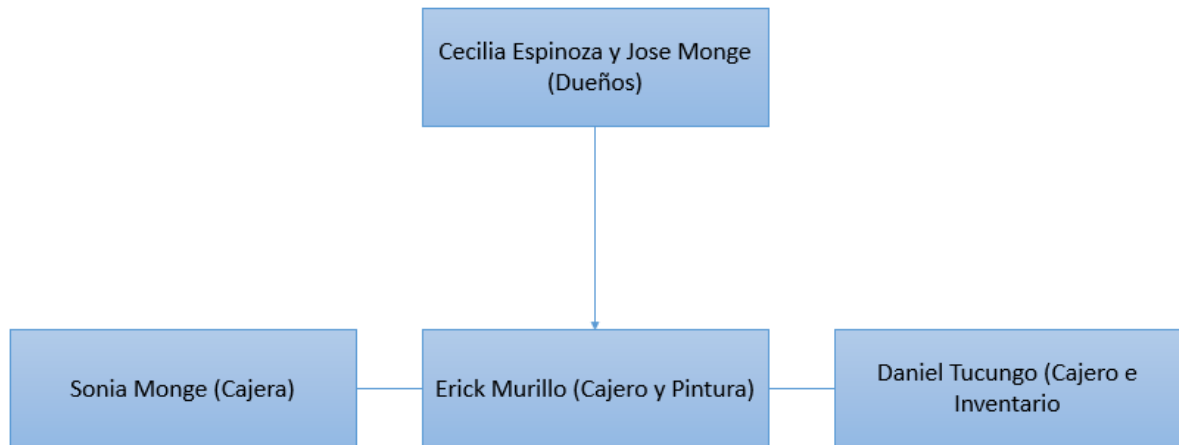 Cecilia Espinoza y Jose Monge
(Dueños)
Sonia Monge (Cajera)
Erick Murillo (Cajero y Pintura)
Daniel Tucungo (Cajero e
Inventario